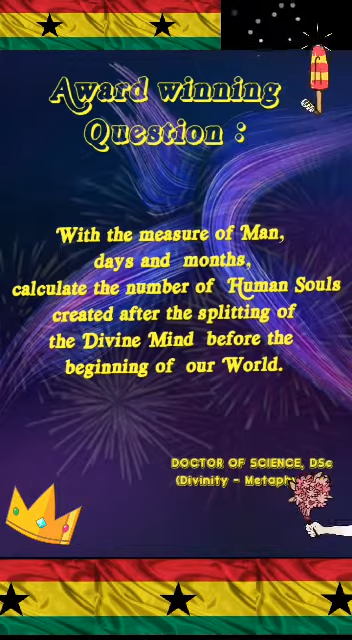 Award winning
Question :
With the measure of Man,
days and months,
calculate the number of Human Souls
created after the splitting of
the Divine Mind before the
beginning of our World.
DOCTOR OF SCIENCE, DSc
(Divinity -